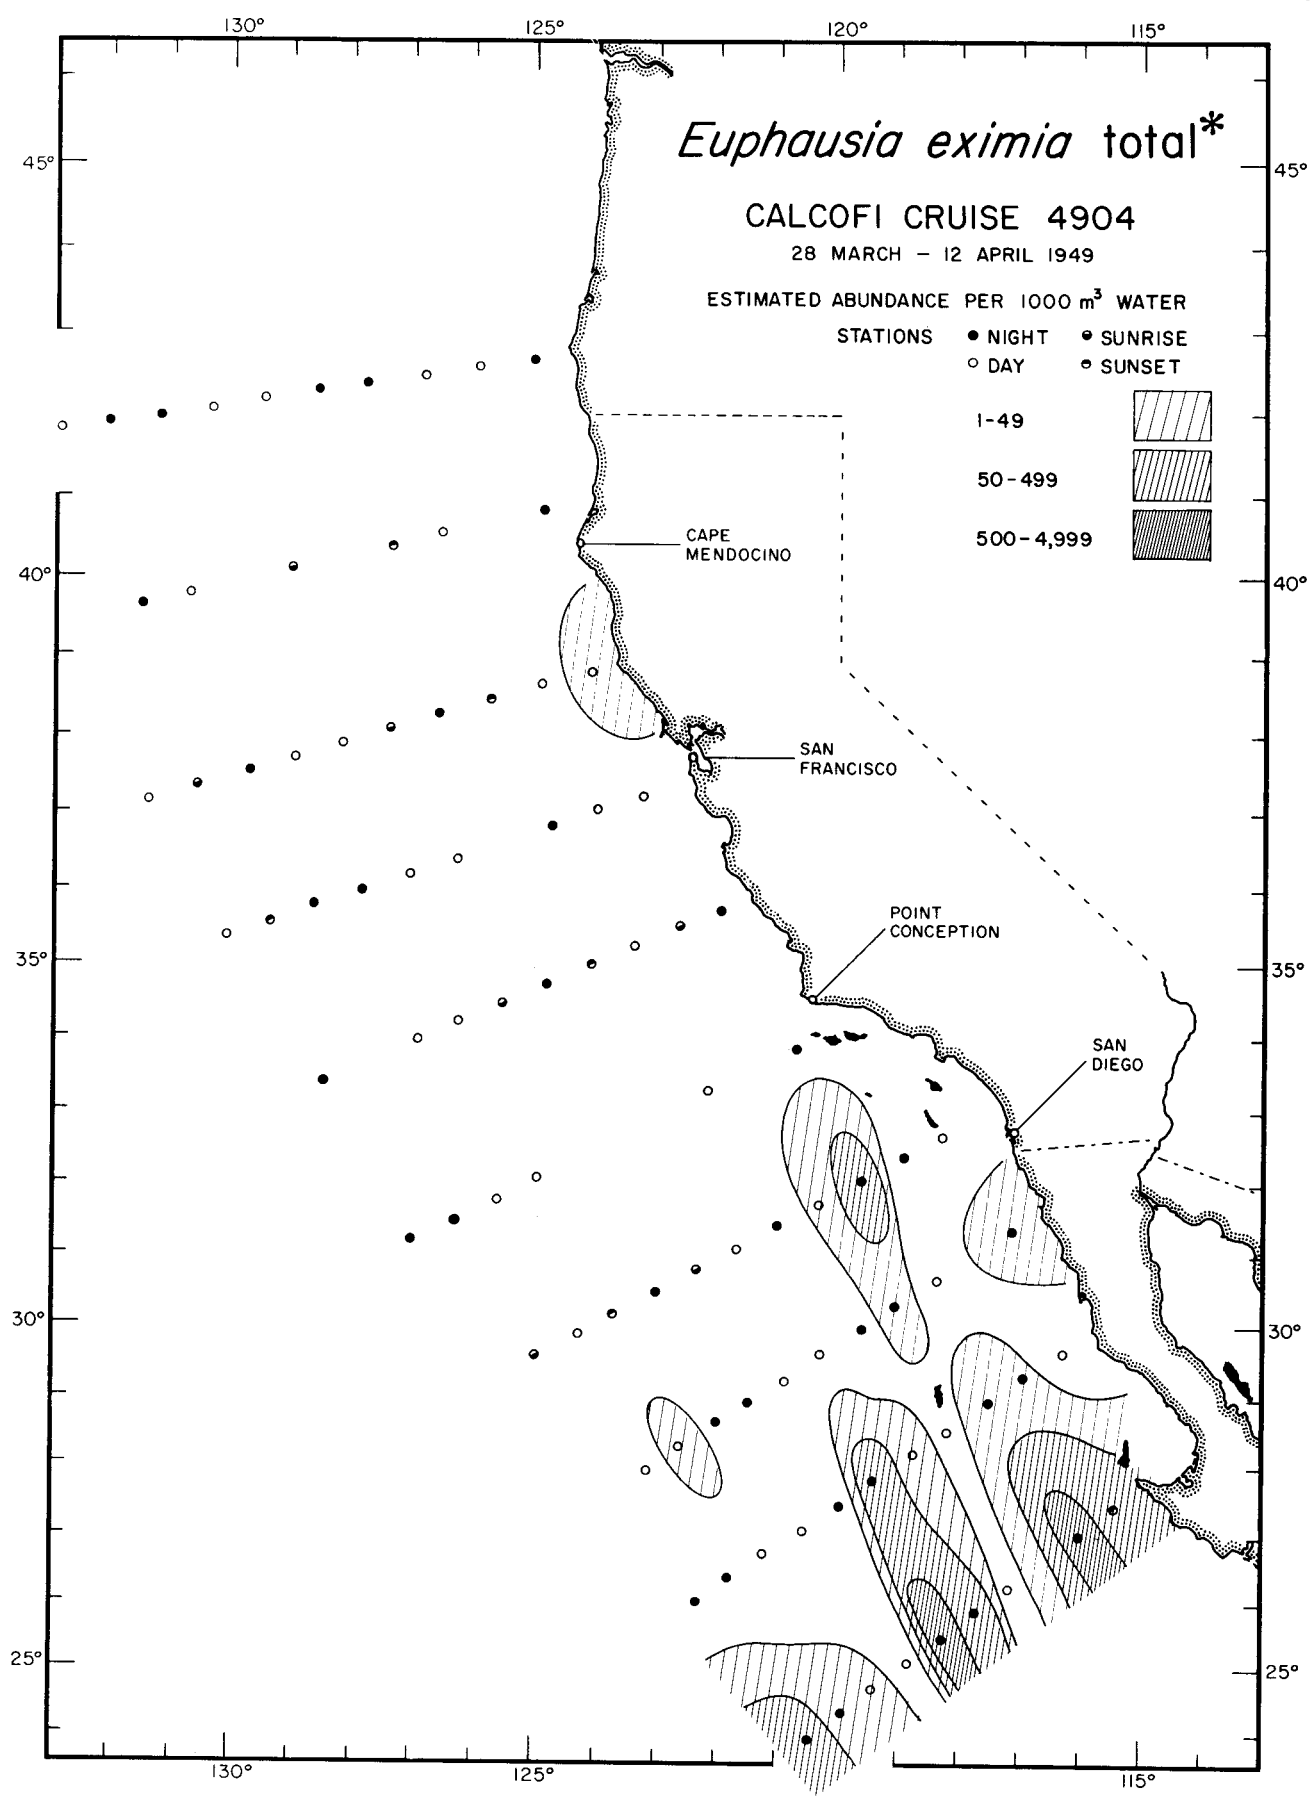 130° 125° 120° 115°
Euphausia eximia total*
45° 45°
CALCOFI CRUISE 4904
28 MARCH – 12 APRIL 1949
ESTIMATED ABUNDANCE PER 1000 m³ WATER
STATIONS ● NIGHT SUNRISE
○ DAY SUNSET
1-49
50-499
500-4,999
CAPE
MENDOCINO
40° 40°
SAN
FRANCISCO
POINT
CONCEPTION
35° 35°
SAN
DIEGO
30° 30°
25° 25°
130° 125° 115°